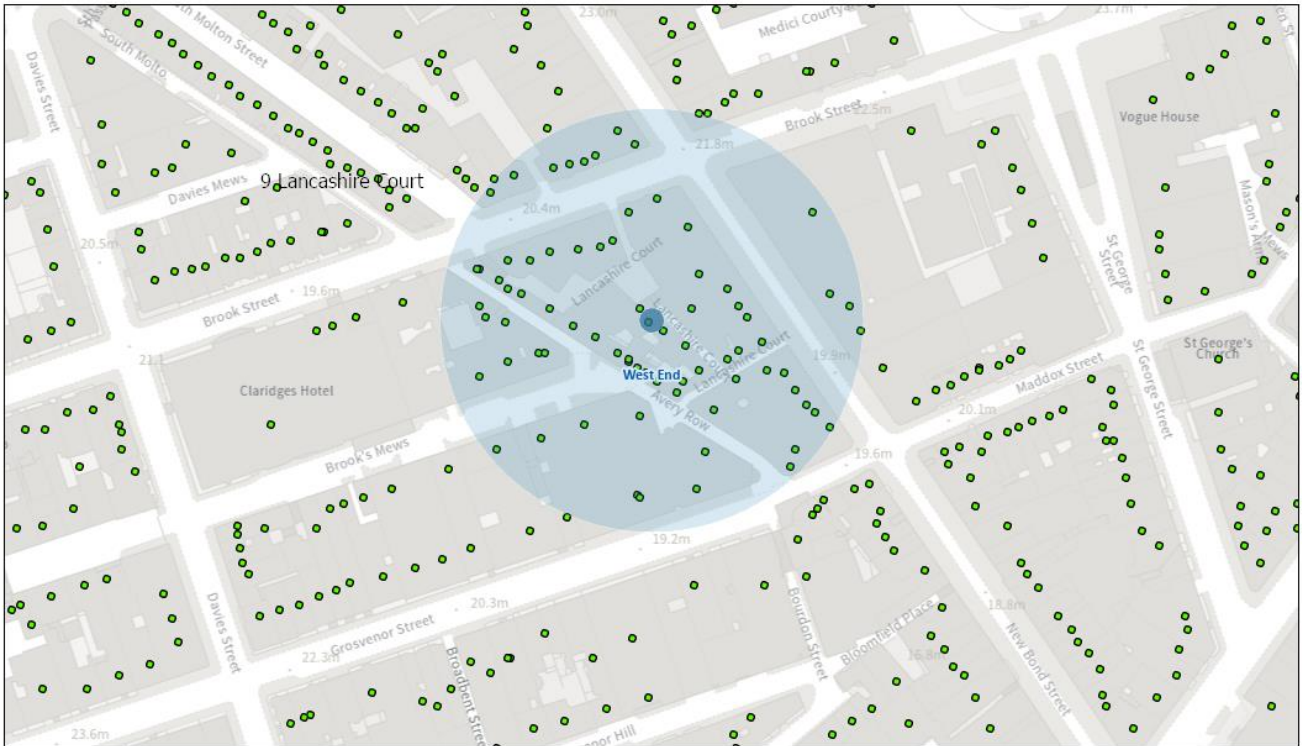 23.0m
23.7m
South Molton Street
South Molto
Medici Courtyard
Davies Street
Brook Street
22.5m
Vogue House
21.8m
9 Lancashire Court
Davies Mews
Mason's Arms
Mews
20.4m
20.5m
Lancashire Court
St George
Street
19.6m
Brook Street
Lancashire Court
Lancashire Court
21.1
19.9m
St George's
Church
St George Street
Claridges Hotel
West End
Maddox Street
20.1m
Avery Row
Brook's Mews
19.6m
19.2m
20.3m
Grosvenor Street
Davies Street
22.3m
Broadbent Street
Bourdon Street
Bloomfield Place
18.8m
16.8m
New Bond Street
23.6m
Hill